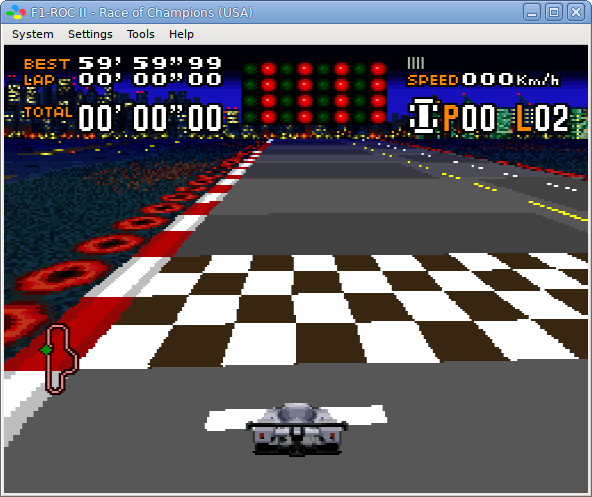 F1-ROC II - Race of Champions (USA)
System Settings Tools Help
BEST 59' 59"99
LAP 00' 00"00
TOTAL 00' 00"00
SPEED 000 Km/h
P00 L02